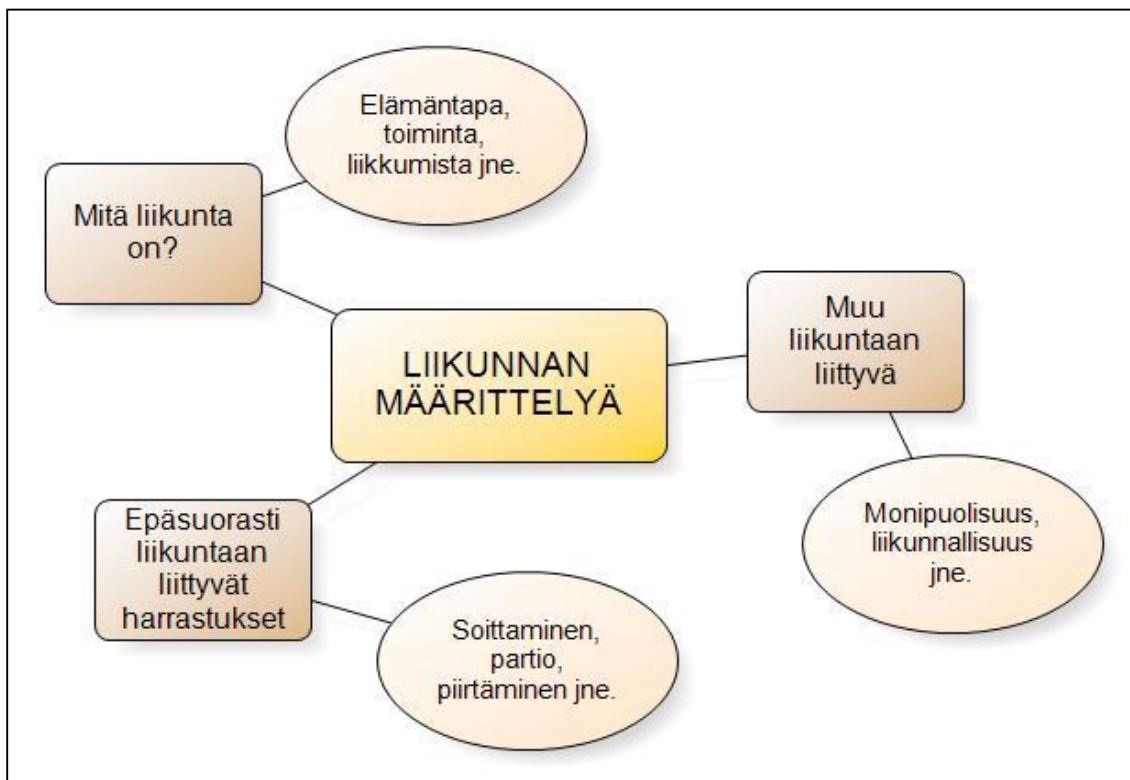 Elämäntapa,
toiminta,
liikkumista jne.
Mitä liikunta
on?
LIIKUNNAN
MÄÄRITTELYÄ
Muu
liikuntaan
liittyvä
Monipuolisuus,
liikunnallisuus
jne.
Epäsuorasti
liikuntaan
liittyvät
harrastukset
Soittaminen,
partio,
piirtäminen jne.